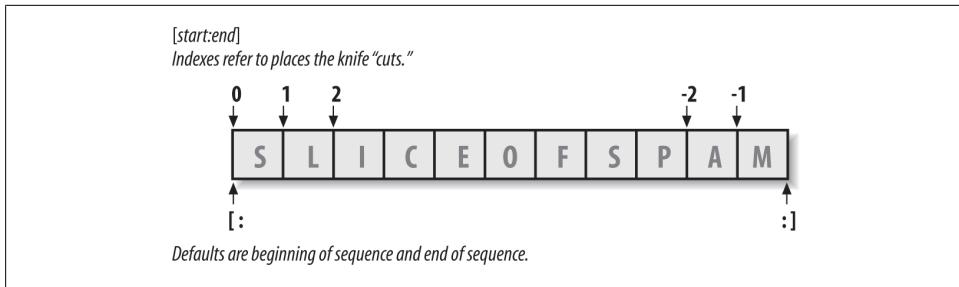 [start:end]
Indexes refer to places the knife “cuts.”
0 1 2 -2 -1
S L I C E O F S P A M
[: :]
Defaults are beginning of sequence and end of sequence.